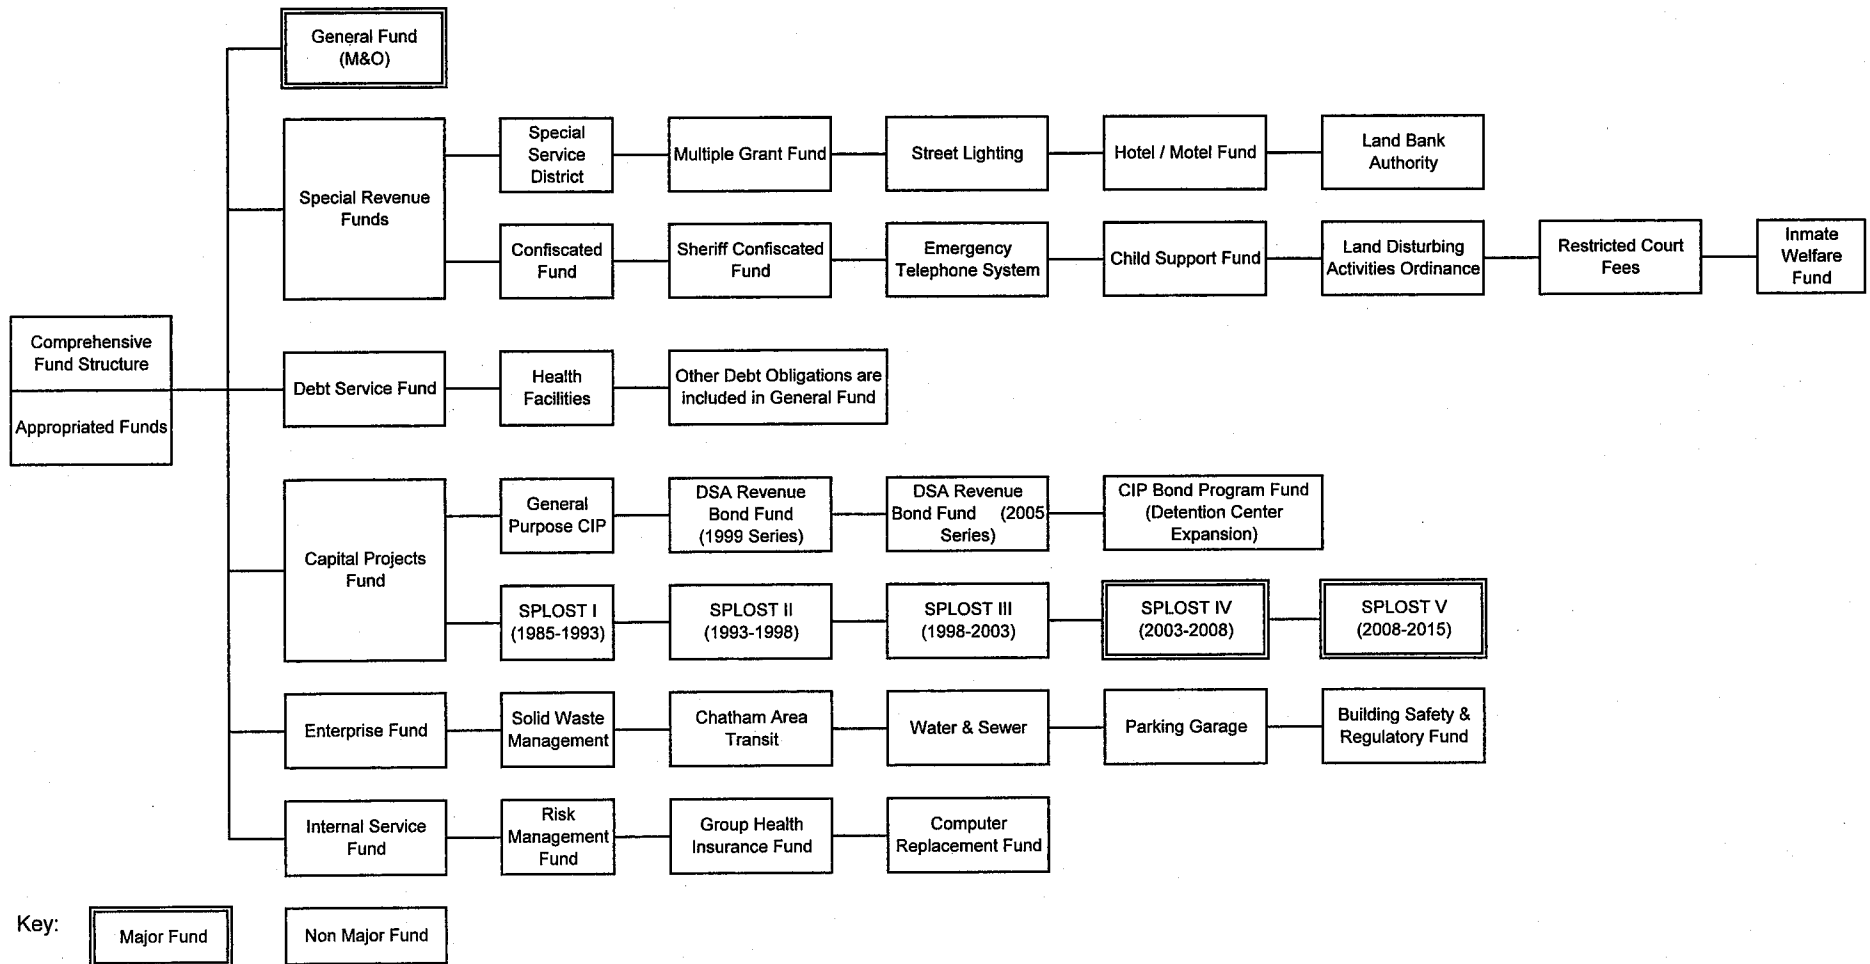 General Fund
(M&O)
Special Revenue
Funds
Special
Service
District
Multiple Grant Fund
Street Lighting
Hotel / Motel Fund
Land Bank
Authority
Confiscated
Fund
Sheriff Confiscated
Fund
Emergency
Telephone System
Child Support Fund
Land Disturbing
Activities Ordinance
Restricted Court
Fees
Inmate
Welfare
Fund
Comprehensive
Fund Structure
Appropriated Funds
Debt Service Fund
Health
Facilities
Other Debt Obligations are
included in General Fund
Capital Projects
Fund
General
Purpose CIP
DSA Revenue
Bond Fund
(1999 Series)
DSA Revenue
Bond Fund (2005
Series)
CIP Bond Program Fund
(Detention Center
Expansion)
SPLOST I
(1985-1993)
SPLOST II
(1993-1998)
SPLOST III
(1998-2003)
SPLOST IV
(2003-2008)
SPLOST V
(2008-2015)
Enterprise Fund
Solid Waste
Management
Chatham Area
Transit
Water & Sewer
Parking Garage
Building Safety &
Regulatory Fund
Internal Service
Fund
Risk
Management
Fund
Group Health
Insurance Fund
Computer
Replacement Fund
Key:
Major Fund
Non Major Fund